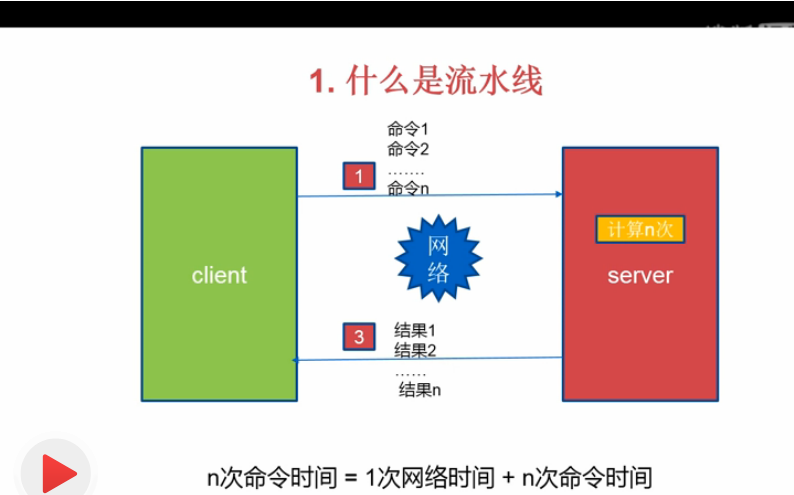 1. 什么是流水线
命令1
命令2
…….
命令n
1
计算n次
网
络
client
server
3
结果1
结果2
……
结果n
n次命令时间 = 1次网络时间 + n次命令时间